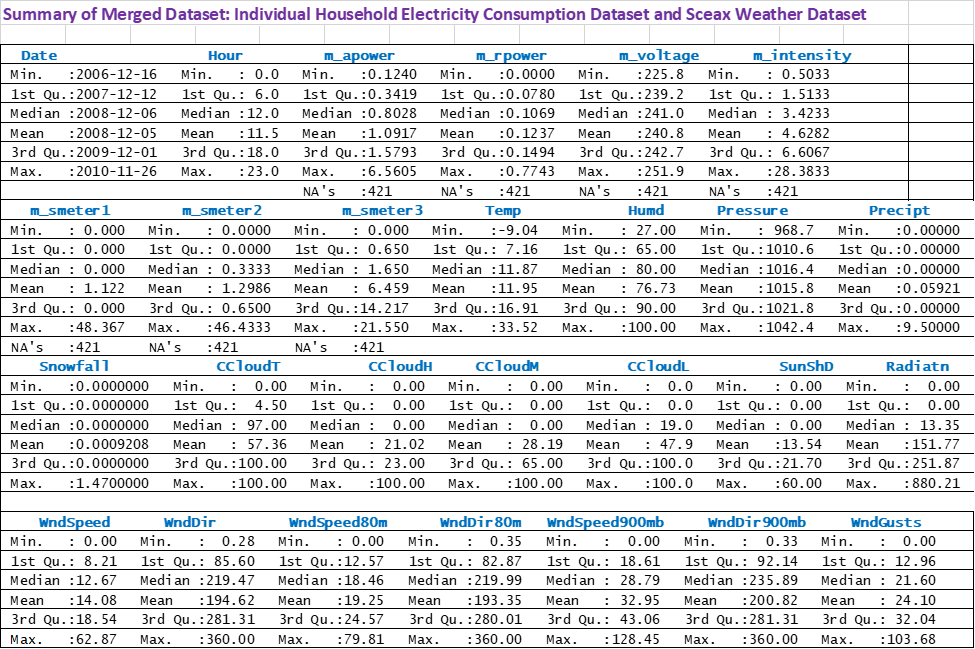 Summary of Merged Dataset: Individual Household Electricity Consumption Dataset and Sceax Weather Dataset
Date Hour m_apower m_rpower m_voltage m_intensity
Min. :2006-12-16 Min. : 0.0 Min. :0.1240 Min. :0.0000 Min. :225.8 Min. : 0.5033
1st Qu.:2007-12-12 1st Qu.: 6.0 1st Qu.:0.3419 1st Qu.:0.0780 1st Qu.:239.2 1st Qu.: 1.5133
Median :2008-12-06 Median :12.0 Median :0.8028 Median :0.1069 Median :241.0 Median : 3.4233
Mean :2008-12-05 Mean :11.5 Mean :1.0917 Mean :0.1237 Mean :240.8 Mean : 4.6282
3rd Qu.:2009-12-01 3rd Qu.:18.0 3rd Qu.:1.5793 3rd Qu.:0.1494 3rd Qu.:242.7 3rd Qu.: 6.6067
Max. :2010-11-26 Max. :23.0 Max. :6.5605 Max. :0.7743 Max. :251.9 Max. :28.3833
NA's :421 NA's :421 NA's :421 NA's :421
m_smeter1 m_smeter2 m_smeter3 Temp Humd Pressure Precipt
Min. : 0.000 Min. : 0.0000 Min. : 0.000 Min. :-9.04 Min. : 27.00 Min. : 968.7 Min. :0.00000
1st Qu.: 0.000 1st Qu.: 0.0000 1st Qu.: 0.650 1st Qu.: 7.16 1st Qu.: 65.00 1st Qu.:1010.6 1st Qu.:0.00000
Median : 0.000 Median : 0.3333 Median : 1.650 Median :11.87 Median : 80.00 Median :1016.4 Median :0.00000
Mean : 1.122 Mean : 1.2986 Mean : 6.459 Mean :11.95 Mean : 76.73 Mean :1015.8 Mean :0.05921
3rd Qu.: 0.000 3rd Qu.: 0.6500 3rd Qu.:14.217 3rd Qu.:16.91 3rd Qu.: 90.00 3rd Qu.:1021.8 3rd Qu.:0.00000
Max. :48.367 Max. :46.4333 Max. :21.550 Max. :33.52 Max. :100.00 Max. :1042.4 Max. :9.50000
NA's :421 NA's :421 NA's :421
Snowfall CCloudT CCloudH CCloudM CCloudL SunShD Radiatn
Min. :0.0000000 Min. : 0.00 Min. : 0.00 Min. : 0.00 Min. : 0.0 Min. : 0.00 Min. : 0.00
1st Qu.:0.0000000 1st Qu.: 4.50 1st Qu.: 0.00 1st Qu.: 0.00 1st Qu.: 0.0 1st Qu.: 0.00 1st Qu.: 0.00
Median :0.0000000 Median : 97.00 Median : 0.00 Median : 0.00 Median : 19.0 Median : 0.00 Median : 13.35
Mean :0.0009208 Mean : 57.36 Mean : 21.02 Mean : 28.19 Mean : 47.9 Mean :13.54 Mean :151.77
3rd Qu.:0.0000000 3rd Qu.:100.00 3rd Qu.: 23.00 3rd Qu.: 65.00 3rd Qu.:100.0 3rd Qu.:21.70 3rd Qu.:251.87
Max. :1.4700000 Max. :100.00 Max. :100.00 Max. :100.00 Max. :100.0 Max. :60.00 Max. :880.21
WndSpeed WndDir WndSpeed80m WndDir80m WndSpeed900mb WndDir900mb WndGusts
Min. : 0.00 Min. : 0.28 Min. : 0.00 Min. : 0.35 Min. : 0.00 Min. : 0.33 Min. : 0.00
1st Qu.: 8.21 1st Qu.: 85.60 1st Qu.:12.57 1st Qu.: 82.87 1st Qu.: 18.61 1st Qu.: 92.14 1st Qu.: 12.96
Median :12.67 Median :219.47 Median :18.46 Median :219.99 Median : 28.79 Median :235.89 Median : 21.60
Mean :14.08 Mean :194.62 Mean :19.25 Mean :193.35 Mean : 32.95 Mean :200.82 Mean : 24.10
3rd Qu.:18.54 3rd Qu.:281.31 3rd Qu.:24.57 3rd Qu.:280.01 3rd Qu.: 43.06 3rd Qu.:281.31 3rd Qu.: 32.04
Max. :62.87 Max. :360.00 Max. :79.81 Max. :360.00 Max. :128.45 Max. :360.00 Max. :103.68